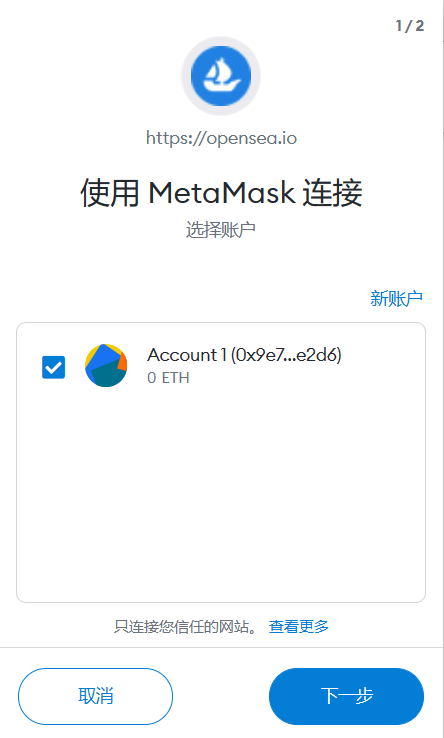 1 / 2
https://opensea.io
使用 MetaMask 连接
选择账户
新账户
Account 1 (0x9e7...e2d6)
0 ETH
只连接您信任的网站。 查看更多
取消
下一步